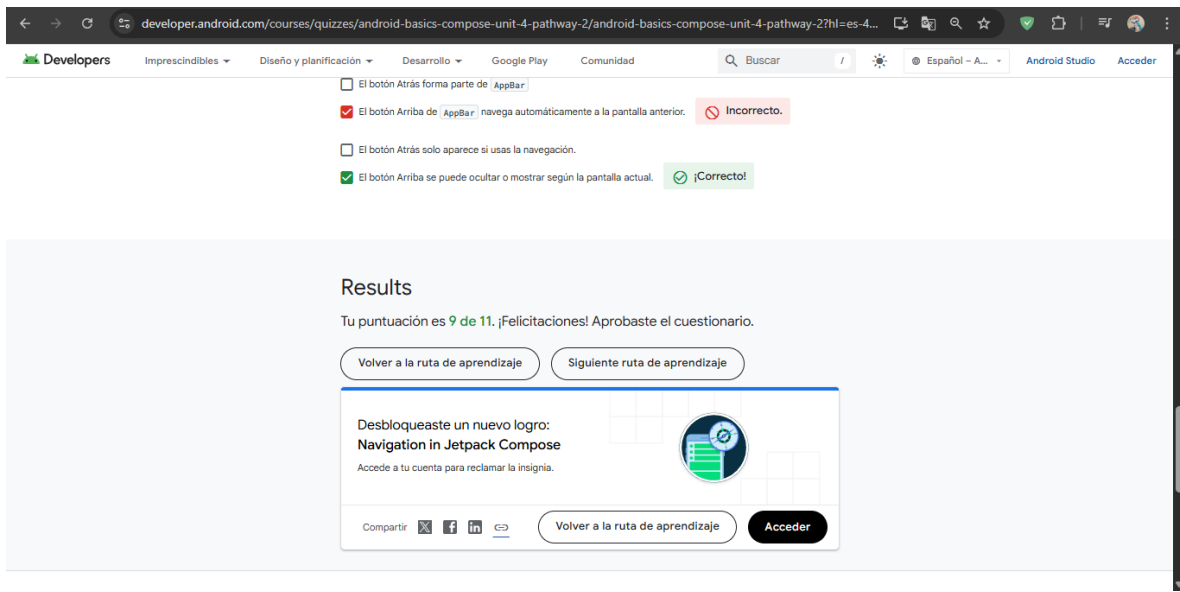 developer.android.com/courses/quizzes/android-basics-compose-unit-4-pathway-2/android-basics-compose-unit-4-pathway-2?hl=es-4...
Developers Imprescindibles Diseño y planificación Desarrollo Google Play Comunidad Buscar / Español – A... Android Studio Acceder
El botón Atrás forma parte de AppBar
El botón Arriba de AppBar navega automáticamente a la pantalla anterior. Incorrecto.
El botón Atrás solo aparece si usas la navegación.
El botón Arriba se puede ocultar o mostrar según la pantalla actual. ¡Correcto!
Results
Tu puntuación es 9 de 11. ¡Felicitaciones! Aprobaste el cuestionario.
Volver a la ruta de aprendizaje Siguiente ruta de aprendizaje
Desbloqueaste un nuevo logro:
Navigation in Jetpack Compose
Accede a tu cuenta para reclamar la insignia.
Compartir Volver a la ruta de aprendizaje Acceder